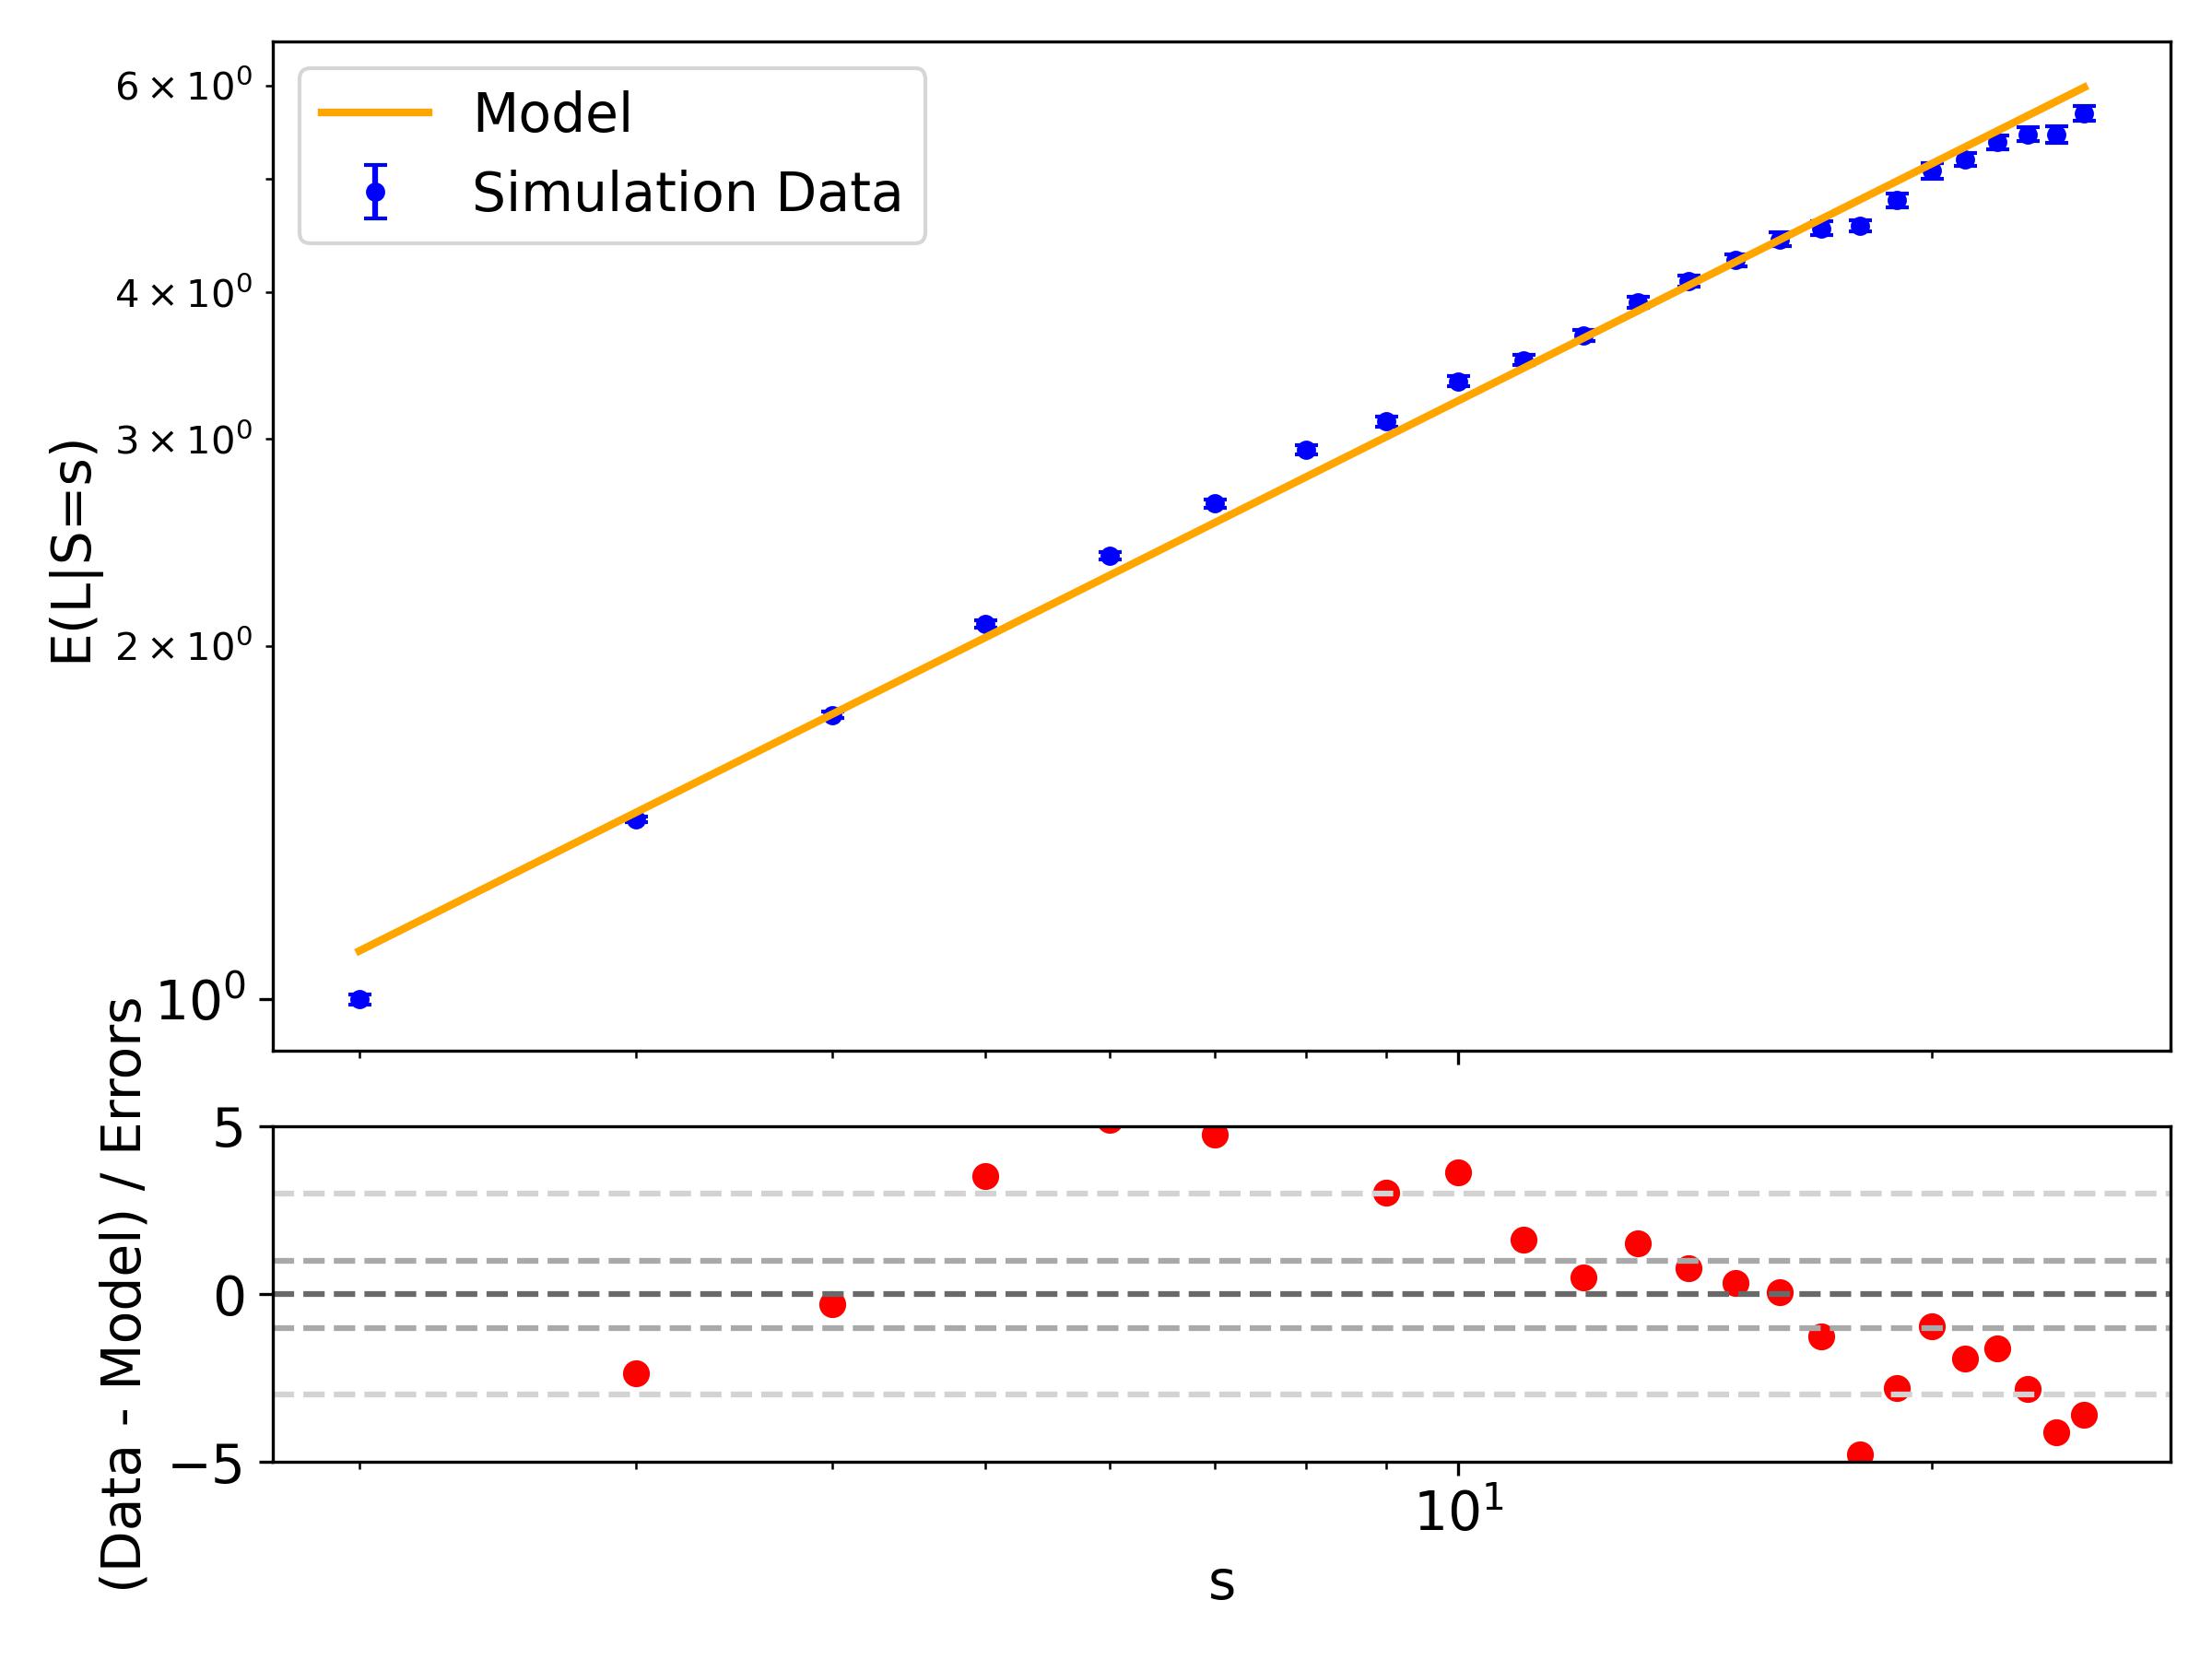 Model
Simulation Data
6 × 10⁰
4 × 10⁰
3 × 10⁰
2 × 10⁰
10⁰
E(L|S=s)
5
0
−5
(Data - Model) / Errors
10¹
s